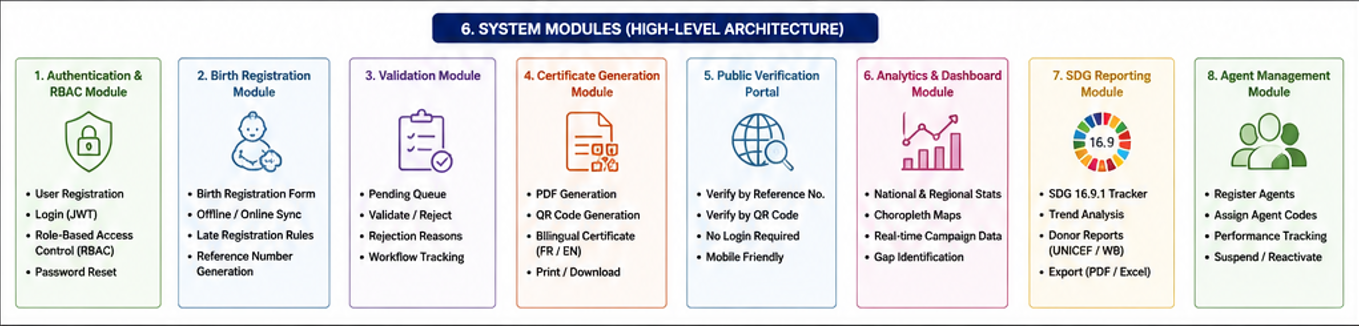 6. SYSTEM MODULES (HIGH-LEVEL ARCHITECTURE)
1. Authentication &
RBAC Module
• User Registration
• Login (JWT)
• Role-Based Access
Control (RBAC)
• Password Reset
2. Birth Registration
Module
• Birth Registration Form
• Offline / Online Sync
• Late Registration Rules
• Reference Number
Generation
3. Validation Module
• Pending Queue
• Validate / Reject
• Rejection Reasons
• Workflow Tracking
4. Certificate Generation
Module
• PDF Generation
• QR Code Generation
• Bilingual Certificate
(FR / EN)
• Print / Download
5. Public Verification
Portal
• Verify by Reference No.
• Verify by QR Code
• No Login Required
• Mobile Friendly
6. Analytics & Dashboard
Module
• National & Regional Stats
• Choropleth Maps
• Real-time Campaign Data
• Gap Identification
7. SDG Reporting
Module
16.9
• SDG 16.9.1 Tracker
• Trend Analysis
• Donor Reports
(UNICEF / WB)
• Export (PDF / Excel)
8. Agent Management
Module
• Register Agents
• Assign Agent Codes
• Performance Tracking
• Suspend / Reactivate